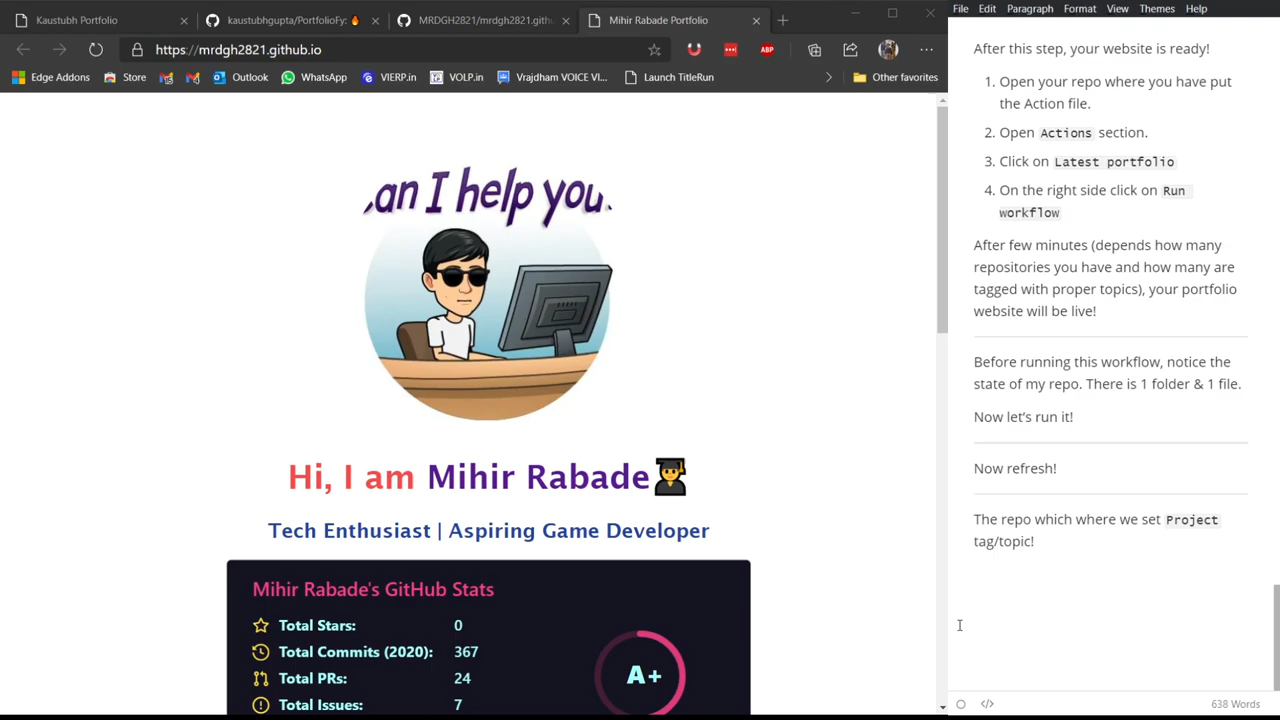 Kaustubh Portfolio
kaustubhgupta/PortfolioFy: 🔥
MRDGH2821/mrdgh2821.gith
Mihir Rabade Portfolio
https://mrdgh2821.github.io
ABP
Edge Addons
Store
Outlook
WhatsApp
VIERP.in
VOLP.in
Vrajdham VOICE VI...
Launch TitleRun
Other favorites
an I help you
Hi, I am Mihir Rabade
Tech Enthusiast | Aspiring Game Developer
Mihir Rabade's GitHub Stats
Total Stars: 0
Total Commits (2020): 367
Total PRs: 24
Total Issues: 7
A+
File Edit Paragraph Format View Themes Help
After this step, your website is ready!
1. Open your repo where you have put
the Action file.
2. Open Actions section.
3. Click on Latest portfolio
4. On the right side click on Run
workflow
After few minutes (depends how many
repositories you have and how many are
tagged with proper topics), your portfolio
website will be live!
Before running this workflow, notice the
state of my repo. There is 1 folder & 1 file.
Now let's run it!
Now refresh!
The repo which where we set Project
tag/topic!
</> 638 Words